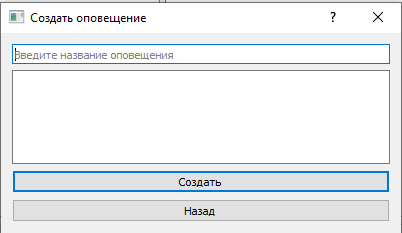 Создать оповещение
?
Введите название оповещения
Создать
Назад